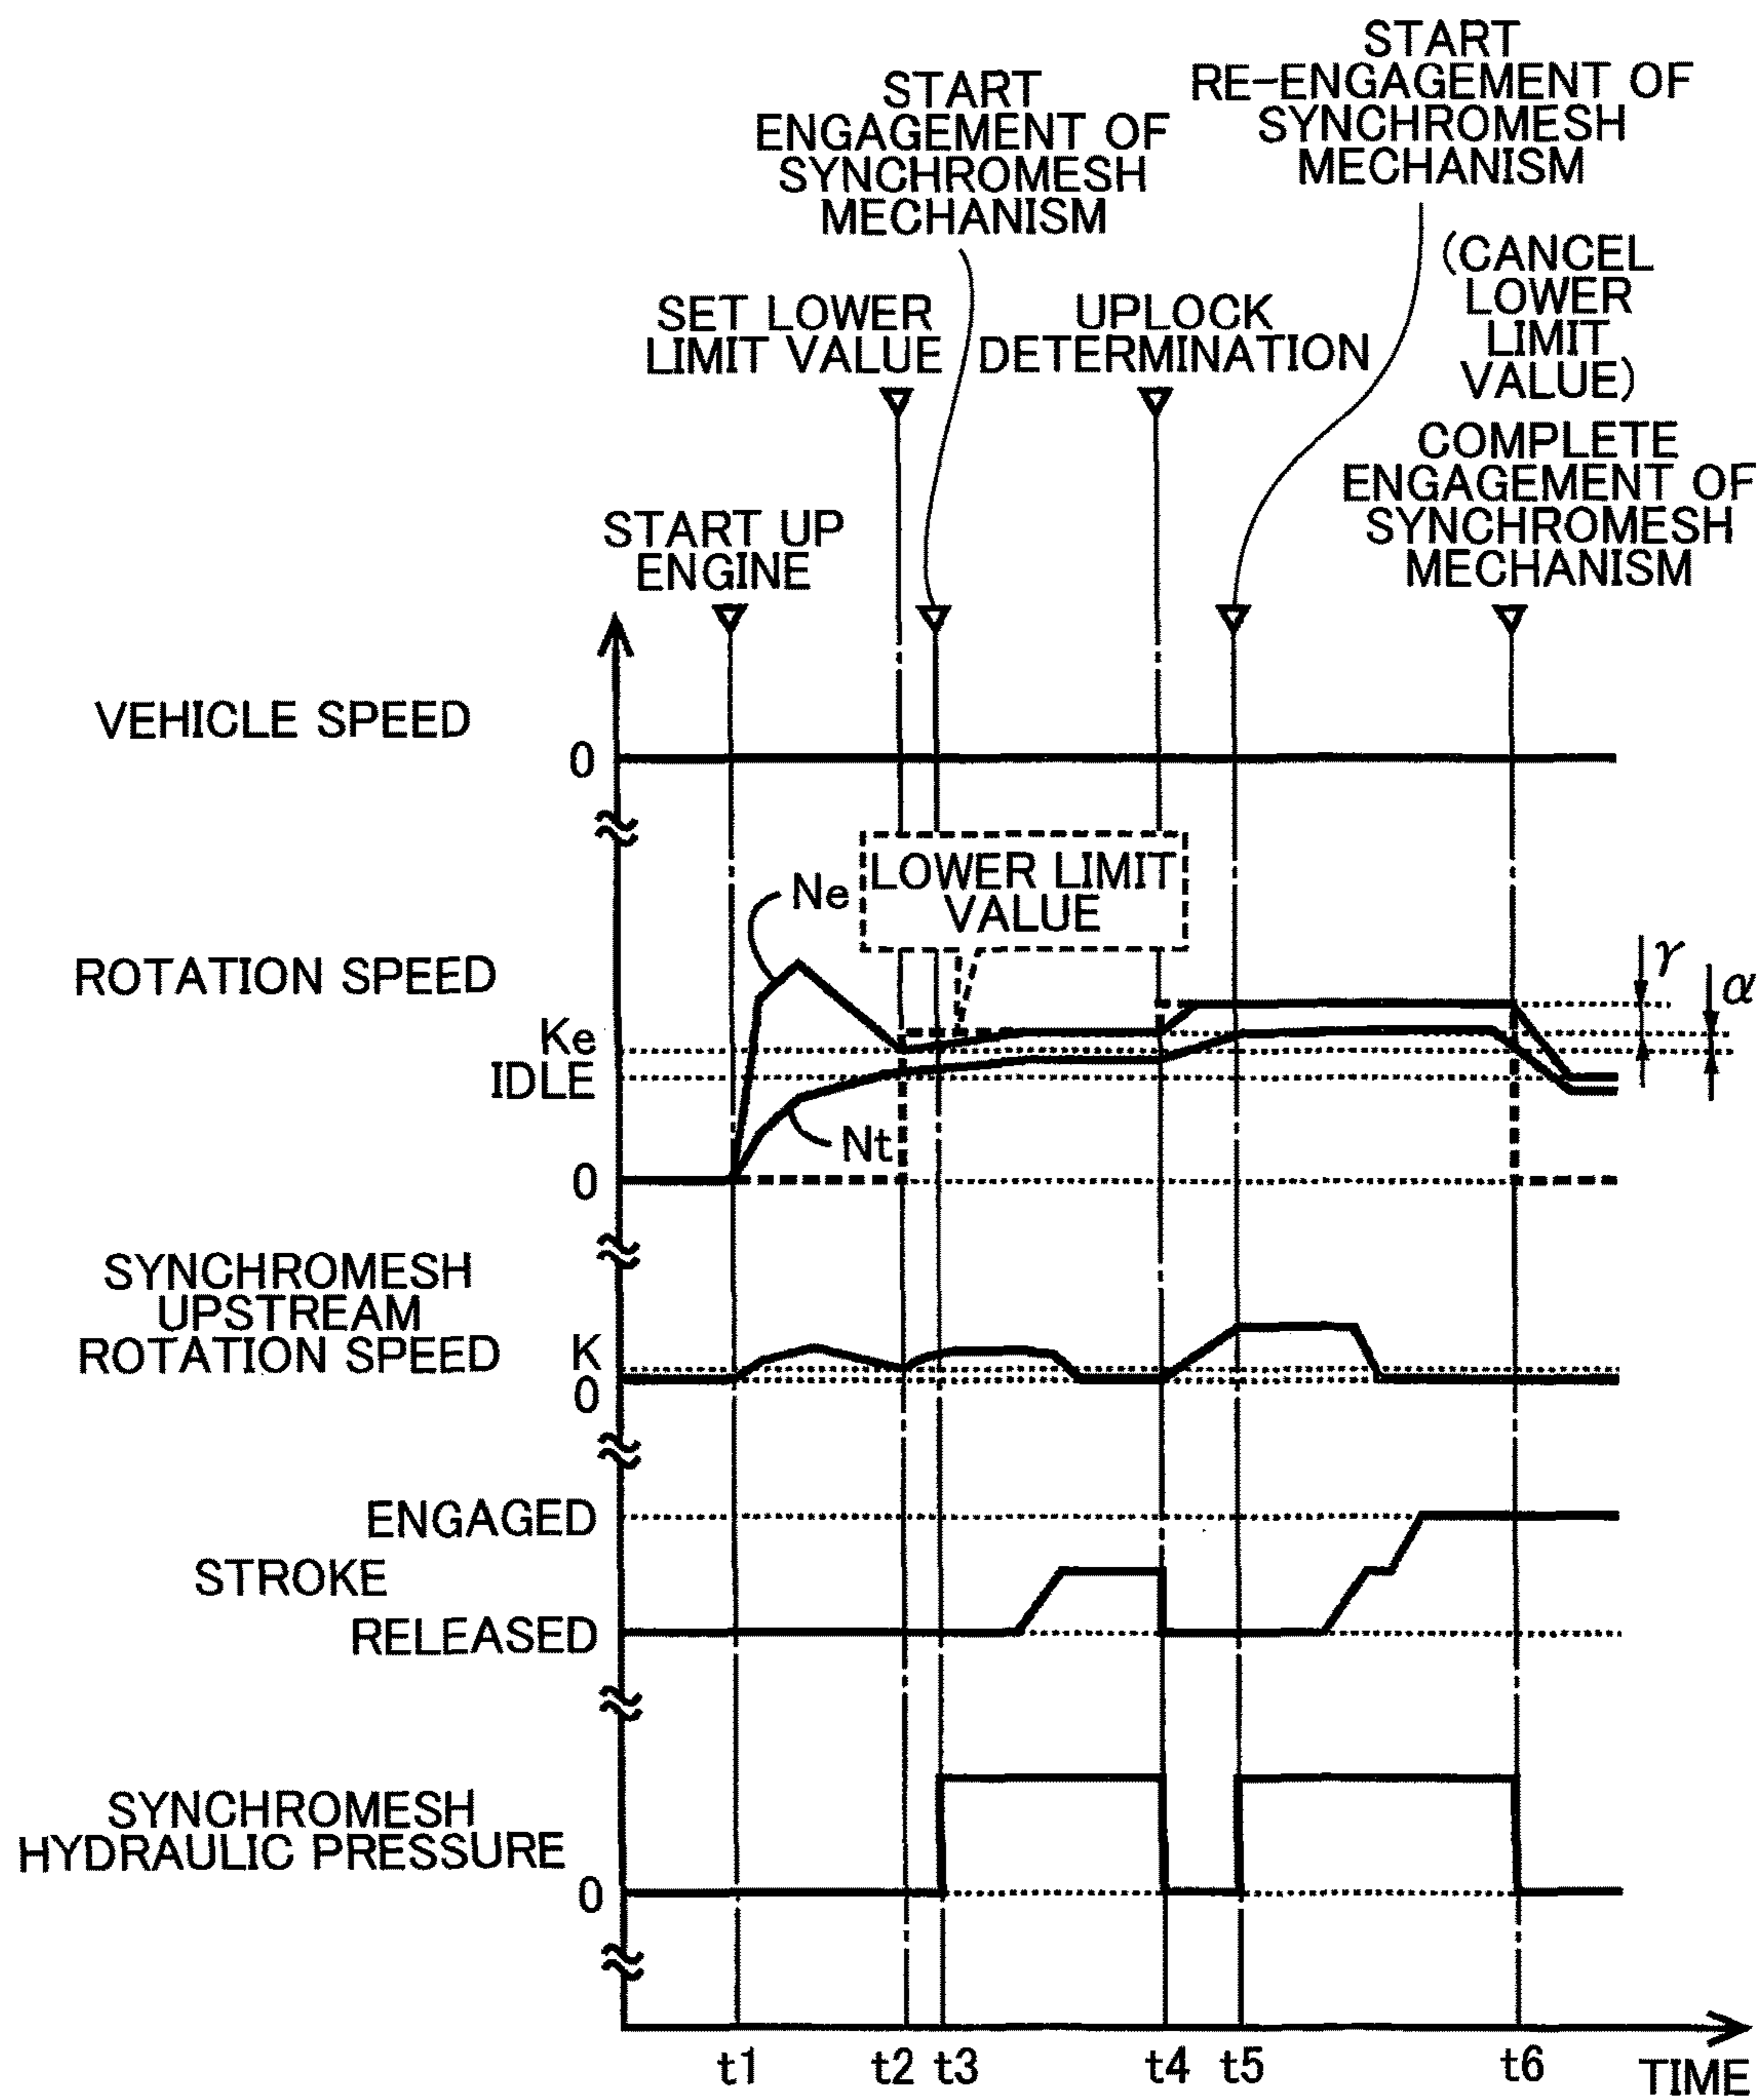 START
RE-ENGAGEMENT OF
SYNCHROMESH
MECHANISM
START
ENGAGEMENT OF
SYNCHROMESH
MECHANISM
(CANCEL
LOWER
LIMIT
VALUE)
SET LOWER
LIMIT VALUE
UPLOCK
DETERMINATION
COMPLETE
ENGAGEMENT OF
SYNCHROMESH
MECHANISM
START UP
ENGINE
VEHICLE SPEED
0
LOWER LIMIT
VALUE
Ne
ROTATION SPEED
γ
α
Ke
IDLE
Nt
0
SYNCHROMESH
UPSTREAM
ROTATION SPEED
K
0
ENGAGED
STROKE
RELEASED
SYNCHROMESH
HYDRAULIC PRESSURE
0
t1 t2 t3 t4 t5 t6 TIME